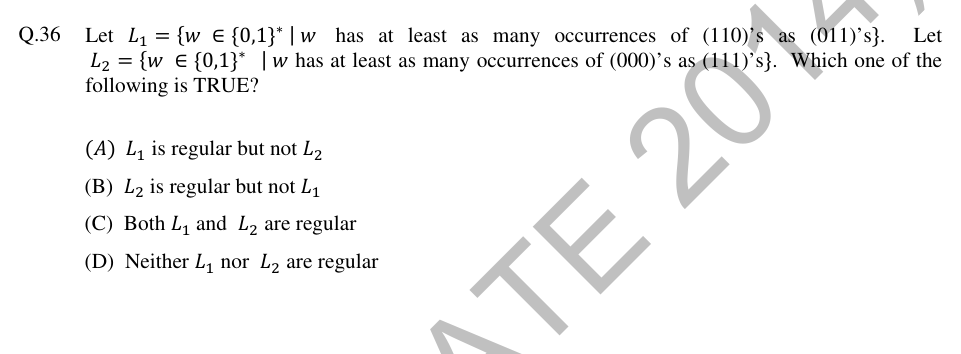 Q.36 Let L₁ = {w ∈ {0,1}* | w has at least as many occurrences of (110)'s as (011)'s}. Let
L₂ = {w ∈ {0,1}* | w has at least as many occurrences of (000)'s as (111)'s}. Which one of the
following is TRUE?
(A) L₁ is regular but not L₂
(B) L₂ is regular but not L₁
(C) Both L₁ and L₂ are regular
(D) Neither L₁ nor L₂ are regular
ATE 2014